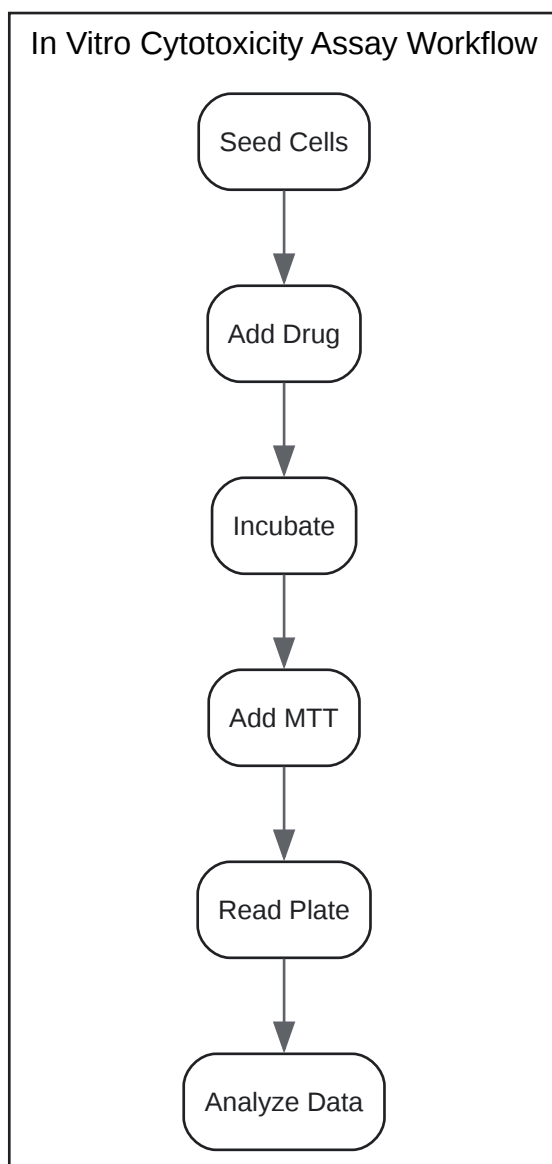 In Vitro Cytotoxicity Assay Workflow
Seed Cells
Add Drug
Incubate
Add MTT
Read Plate
Analyze Data